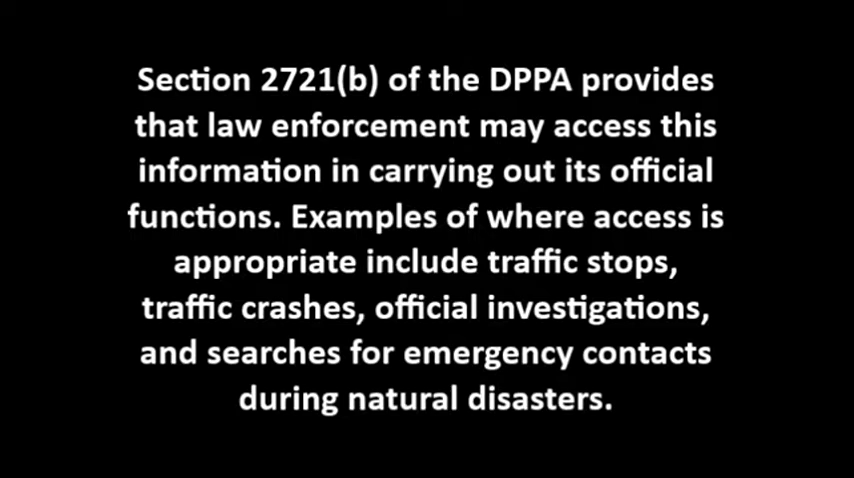 Section 2721(b) of the DPPA provides
that law enforcement may access this
information in carrying out its official
functions. Examples of where access is
appropriate include traffic stops,
traffic crashes, official investigations,
and searches for emergency contacts
during natural disasters.